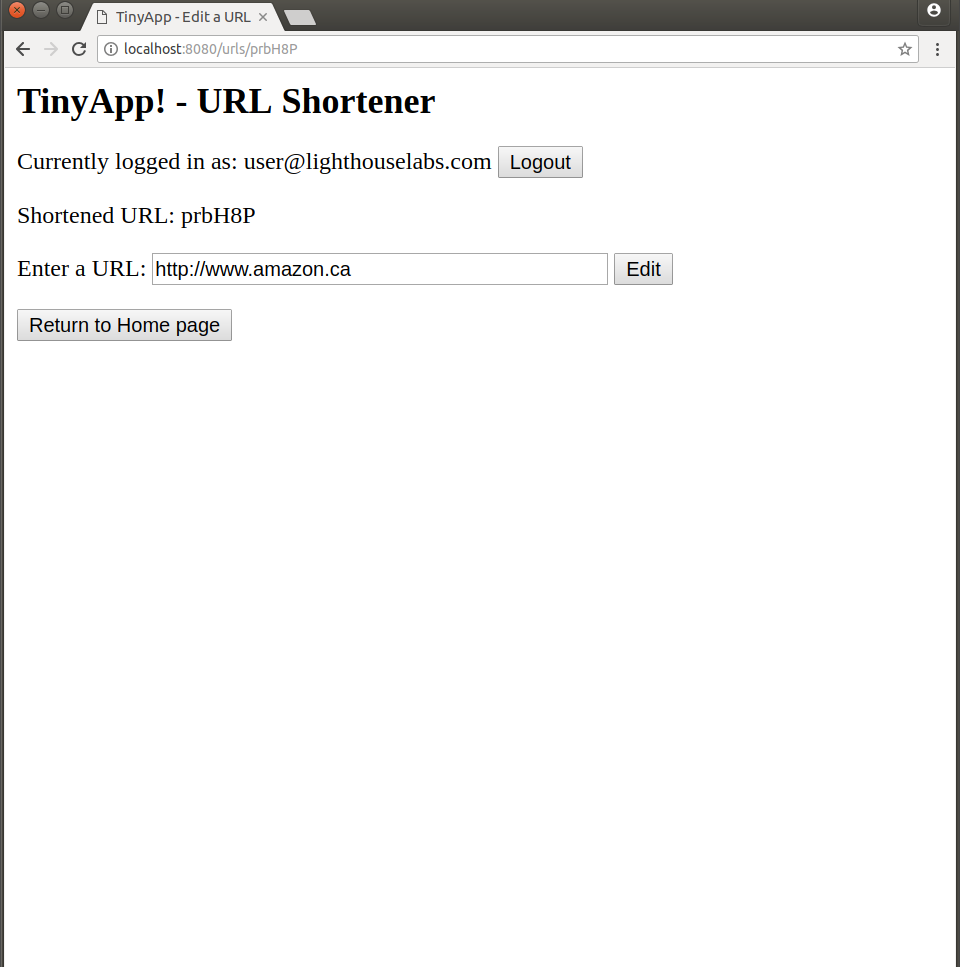 TinyApp - Edit a URL
localhost:8080/urls/prbH8P
TinyApp! - URL Shortener
Currently logged in as: user@lighthouselabs.com Logout
Shortened URL: prbH8P
Enter a URL: http://www.amazon.ca Edit
Return to Home page